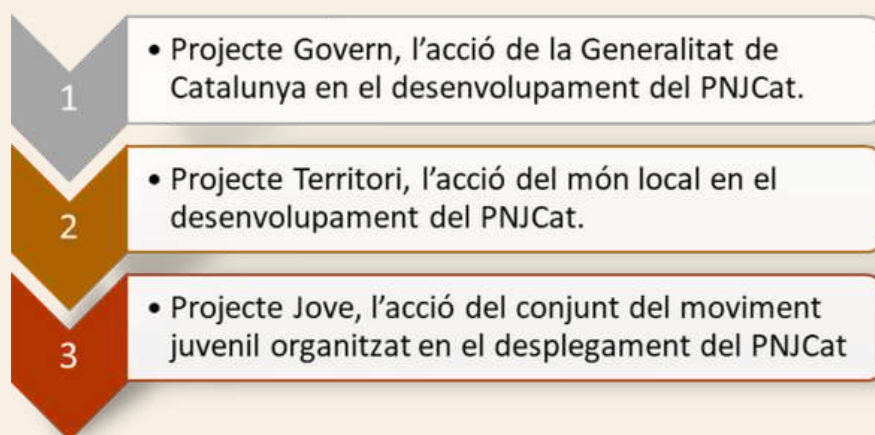 1
• Projecte Govern, l’acció de la Generalitat de
Catalunya en el desenvolupament del PNJCat.
2
• Projecte Territori, l’acció del món local en el
desenvolupament del PNJCat.
3
• Projecte Jove, l’acció del conjunt del moviment
juvenil organitzat en el desplegament del PNJCat